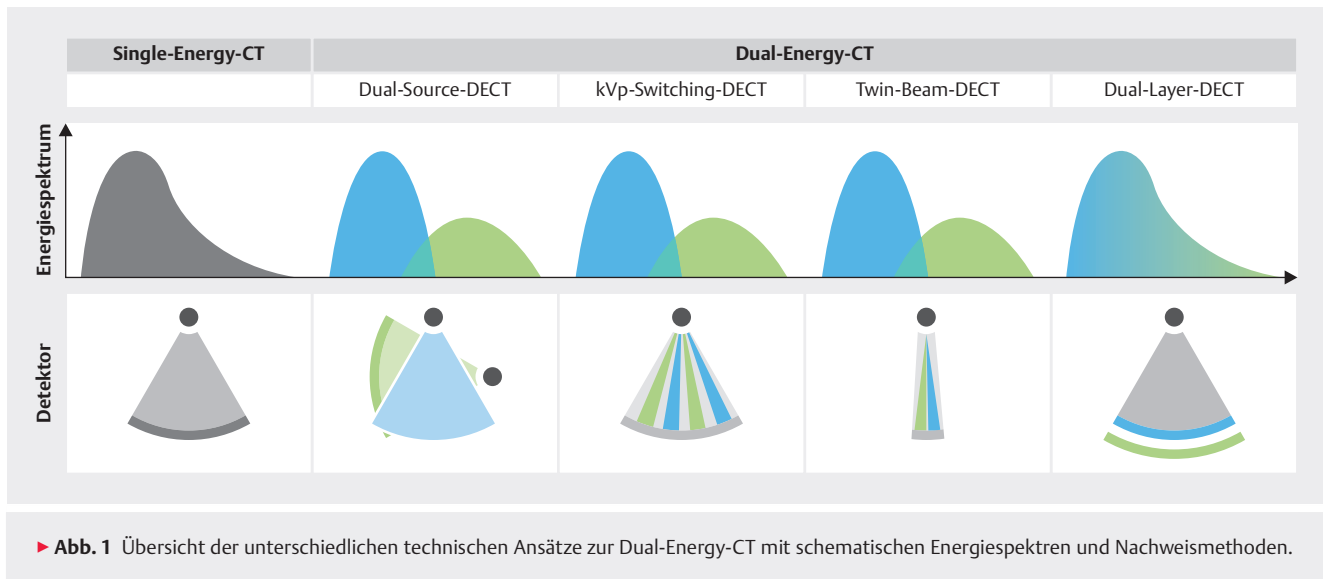 Single-Energy-CT
Dual-Energy-CT
Dual-Source-DECT
kVp-Switching-DECT
Twin-Beam-DECT
Dual-Layer-DECT
Energiespektrum
Detektor
▶ Abb. 1 Übersicht der unterschiedlichen technischen Ansätze zur Dual-Energy-CT mit schematischen Energiespektren und Nachweismethoden.